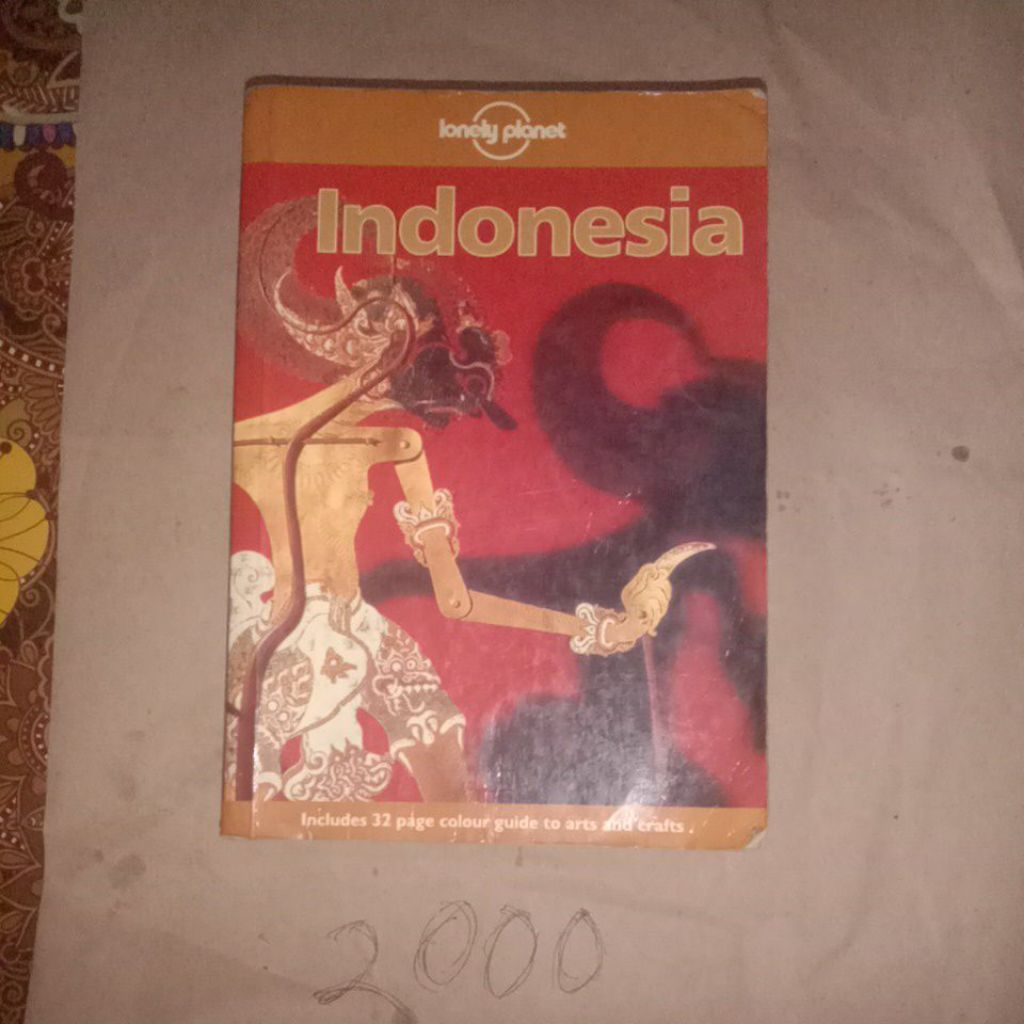 lonely planet
Indonesia
Includes 32 page colour guide to arts and crafts
2000